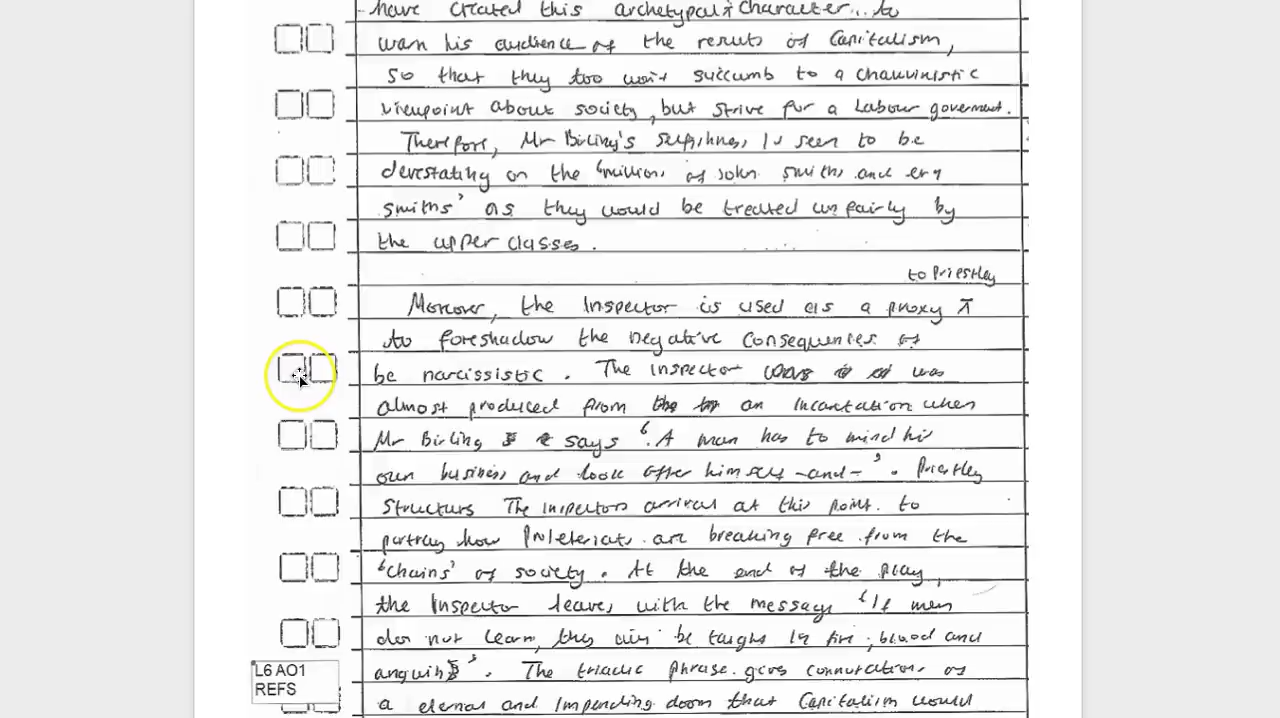 have created this archetypal character.. to
warn his audience of the results of Capitalism,
so that they too won't succumb to a chauvinistic
viewpoint about society, but strive for a Labour goverment.
Therefore, Mr Birling's selfishness is seen to be
devestating on the 'millions of John smiths and eva
smiths' as they would be treated unfairly by
the upper classes.
to Priestley
Moreover, the Inspector is used as a proxy
to foreshadow the negative consequences of
be narcissistic. The inspector was
almost produced from an incantation when
Mr Birling says 'A man has to mind his
own business and look after himself -and-'. Priestley
structures The inspectors arrival at this point to
portray how Proleteriats are breaking free from the
'chains' of society. At the end of the play,
the Inspector leaves with the message 'If men
not learn, they be taught in fire, blood and
anguish'. The triadic phrase gives connotations of
L6 AO1
REFS
a eternal and impending doom that Capitalism would